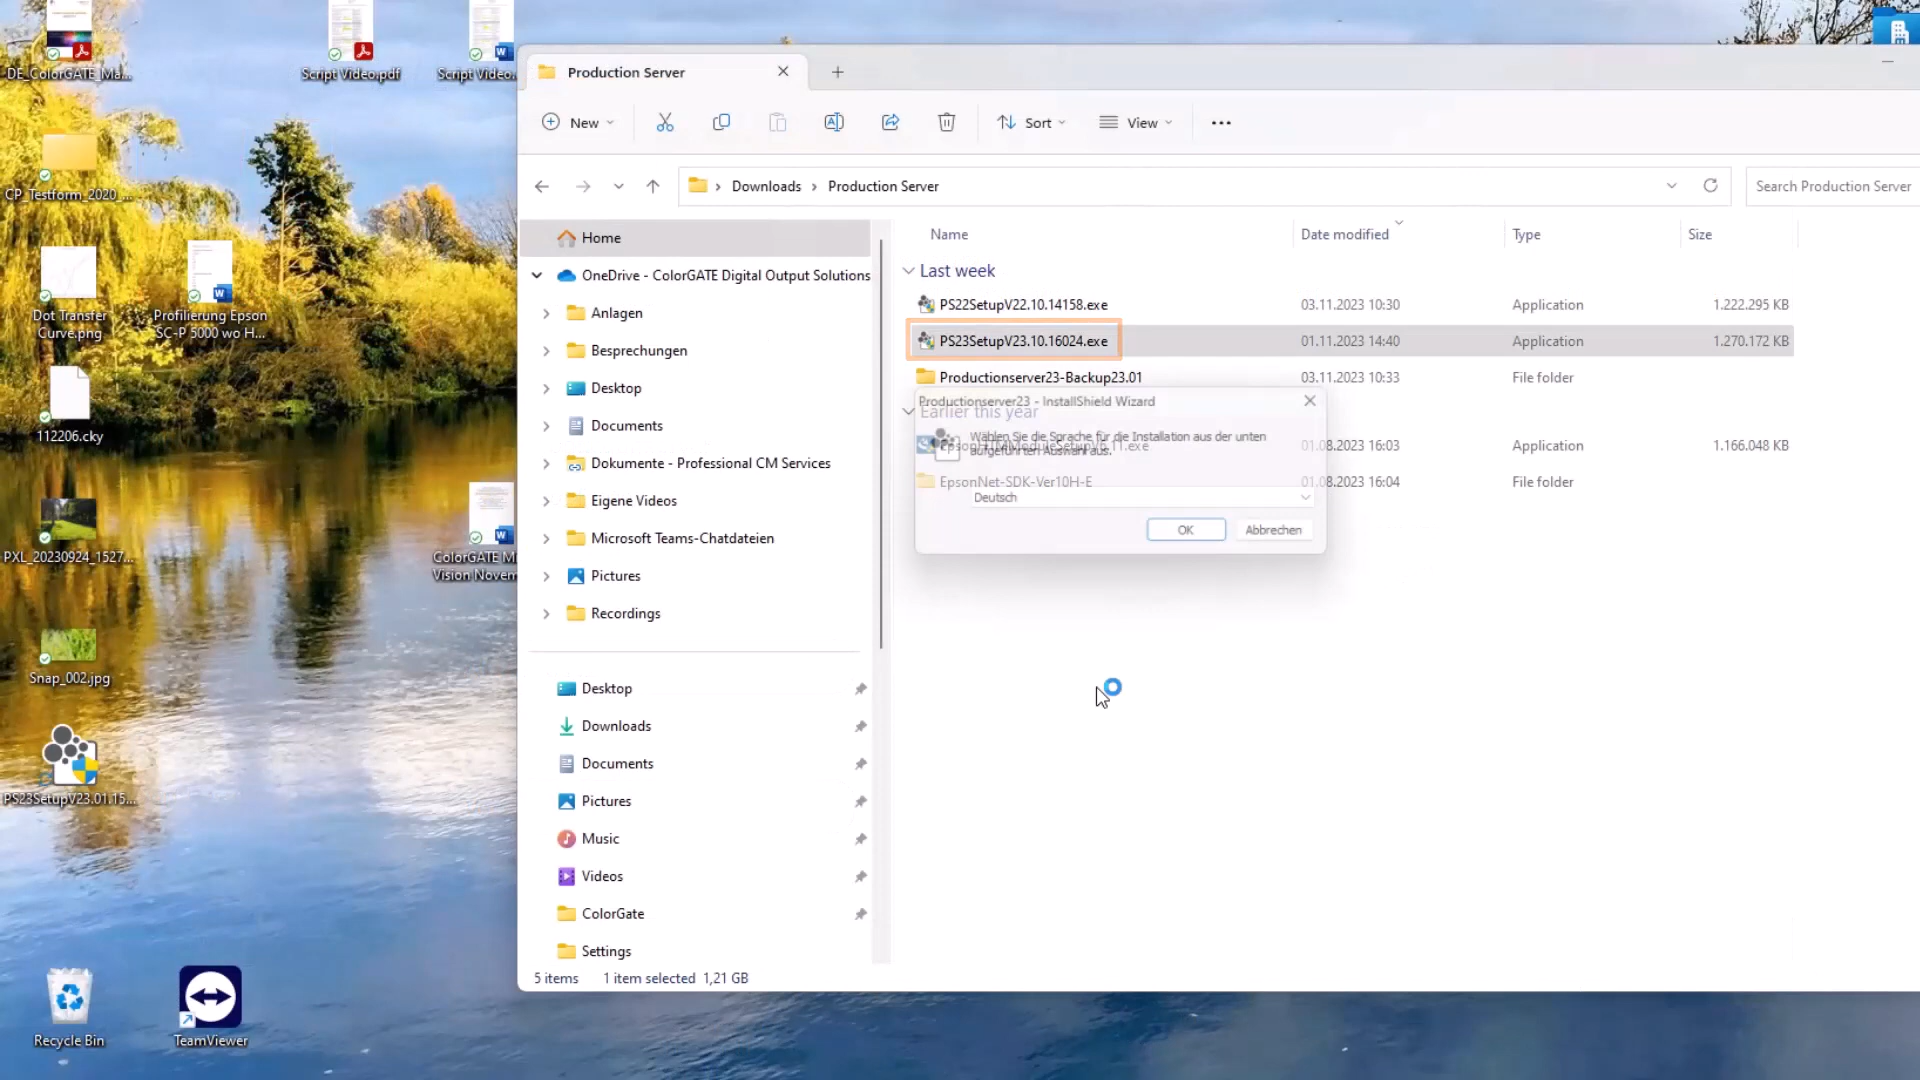 DE_ColorGATE_Ma...
Script Video.pdf
Script Video.
CP_Testform_2020_...
Dot Transfer
Curve.png
Profilierung Epson
SC-P 5000 wo H...
112206.cky
PXL_20230924_1527...
ColorGATE Mi
Vision Novem
Snap_002.jpg
PS23SetupV23.01.15...
Recycle Bin
TeamViewer
Production Server
New
Sort
View
Downloads
Production Server
Search Production Server
Home
OneDrive - ColorGATE Digital Output Solutions
Anlagen
Besprechungen
Desktop
Documents
Dokumente - Professional CM Services
Eigene Videos
Microsoft Teams-Chatdateien
Pictures
Recordings
Desktop
Downloads
Documents
Pictures
Music
Videos
ColorGate
Settings
5 items 1 item selected 1,21 GB
Name Date modified Type Size
Last week
PS22SetupV22.10.14158.exe 03.11.2023 10:30 Application 1.222.295 KB
PS23SetupV23.10.16024.exe 01.11.2023 14:40 Application 1.270.172 KB
Productionserver23-Backup23.01 03.11.2023 10:33 File folder
Earlier this year
01.08.2023 16:03 Application 1.166.048 KB
EpsonNet-SDK-Ver10H-E 01.08.2023 16:04 File folder
Productionserver23 - InstallShield Wizard
Wählen Sie die Sprache für die Installation aus der unten
aufgeführten Auswahl aus.
Deutsch
OK
Abbrechen